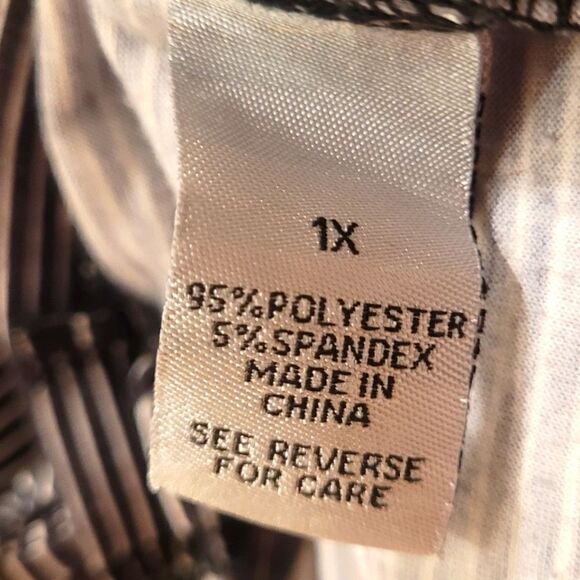 1X
95%POLYESTER
5%SPANDEX
MADE IN
CHINA
SEE REVERSE
FOR CARE